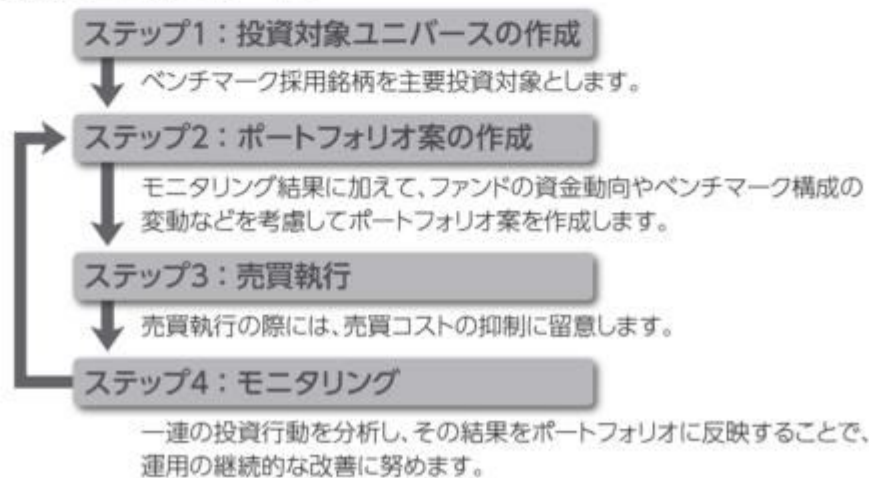 ステップ1：投資対象ユニバースの作成
ベンチマーク採用銘柄を主要投資対象とします。
ステップ2：ポートフォリオ案の作成
モニタリング結果に加えて、ファンドの資金動向やベンチマーク構成の
変動などを考慮してポートフォリオ案を作成します。
ステップ3：売買執行
売買執行の際には、売買コストの抑制に留意します。
ステップ4：モニタリング
一連の投資行動を分析し、その結果をポートフォリオに反映することで、
運用の継続的な改善に努めます。